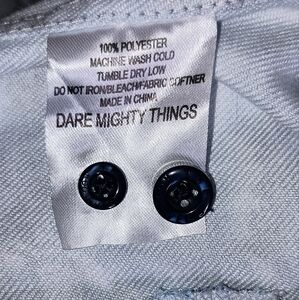 100% POLYESTER
MACHINE WASH COLD
TUMBLE DRY LOW
DO NOT IRON/BLEACH/FABRIC SOFTNER
MADE IN CHINA
DARE MIGHTY THINGS